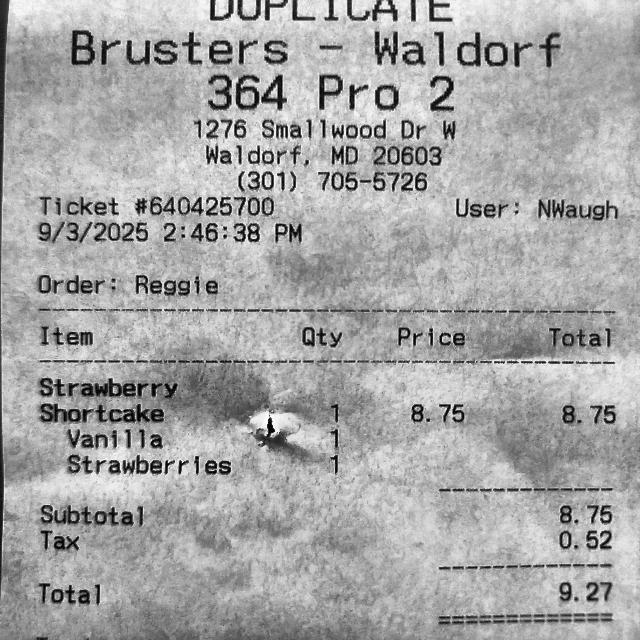 DUPLICATE
Brusters - Waldorf
364 Pro 2
1276 Smallwood Dr W
Waldorf, MD 20603
(301) 705-5726
Ticket #640425700 User: NWaugh
9/3/2025 2:46:38 PM
Order: Reggie
Item Qty Price Total
Strawberry
Shortcake 1 8.75 8.75
Vanilla 1
Strawberries 1
Subtotal 8.75
Tax 0.52
Total 9.27